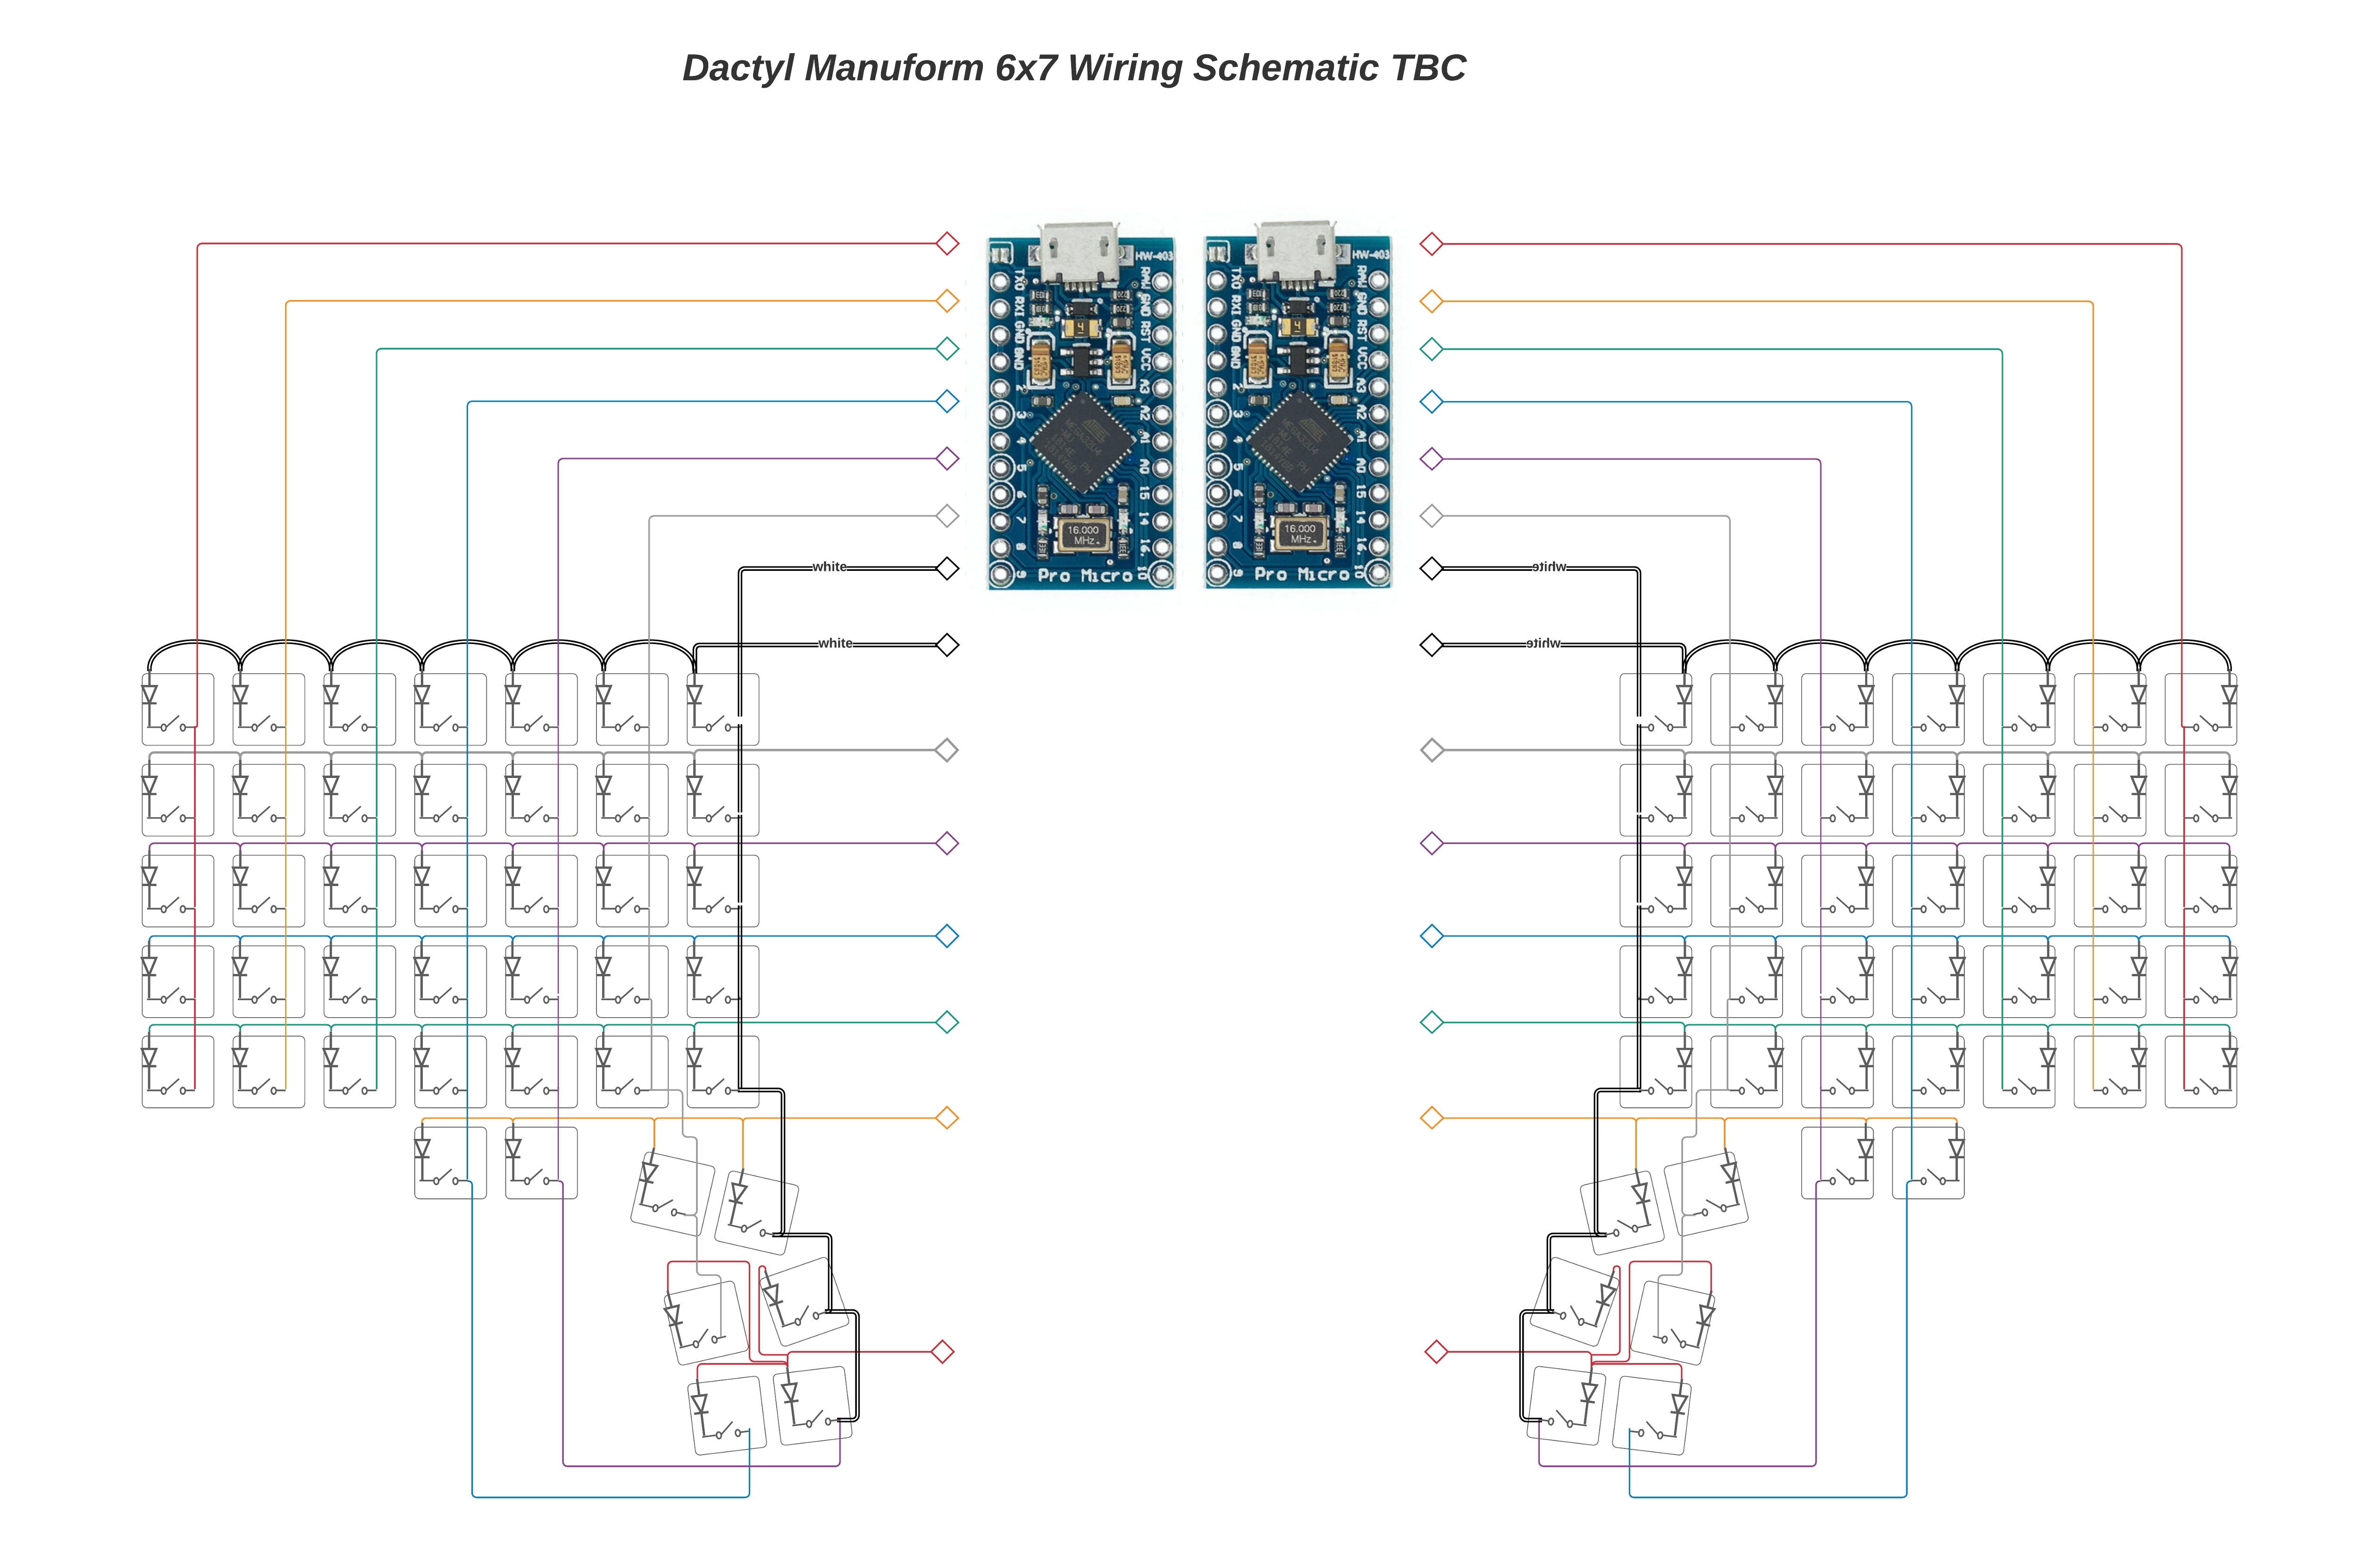 Dactyl Manuform 6x7 Wiring Schematic TBC
HW-403
TXO
RXI
GND
GND
2
3
4
5
6
7
8
9
RAW
GND
RST
VCC
A3
A2
A1
A0
15
14
16
10
16.000
MHz
Pro Micro
HW-403
TXO
RXI
GND
GND
2
3
4
5
6
7
8
9
RAW
GND
RST
VCC
A3
A2
A1
A0
15
14
16
10
16.000
MHz
Pro Micro
white
white
white
white